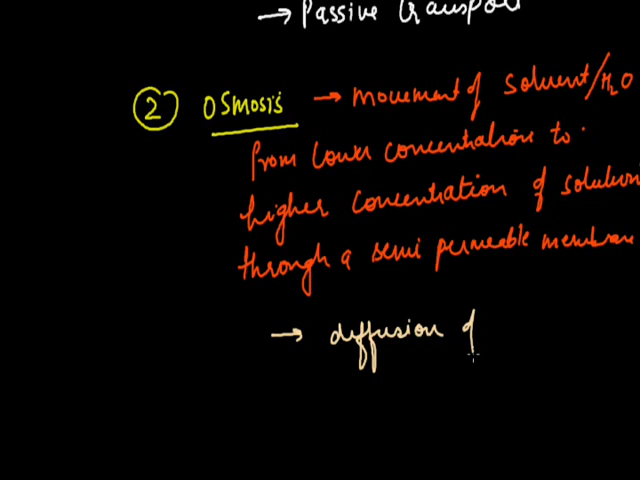 → Passive Transport
② Osmosis → movement of solvent/H₂O
from lower concentration to
higher concentration of solution
through a semi permeable membrane
→ diffusion of